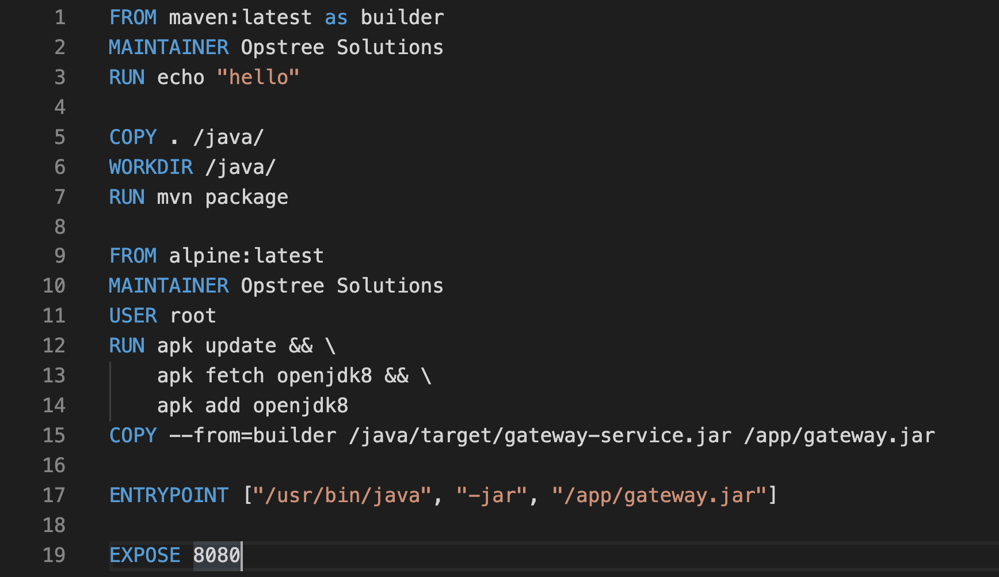 1 FROM maven:latest as builder
2 MAINTAINER Opstree Solutions
3 RUN echo "hello"
4
5 COPY . /java/
6 WORKDIR /java/
7 RUN mvn package
8
9 FROM alpine:latest
10 MAINTAINER Opstree Solutions
11 USER root
12 RUN apk update && \
13     apk fetch openjdk8 && \
14     apk add openjdk8
15 COPY --from=builder /java/target/gateway-service.jar /app/gateway.jar
16
17 ENTRYPOINT ["/usr/bin/java", "-jar", "/app/gateway.jar"]
18
19 EXPOSE 8080